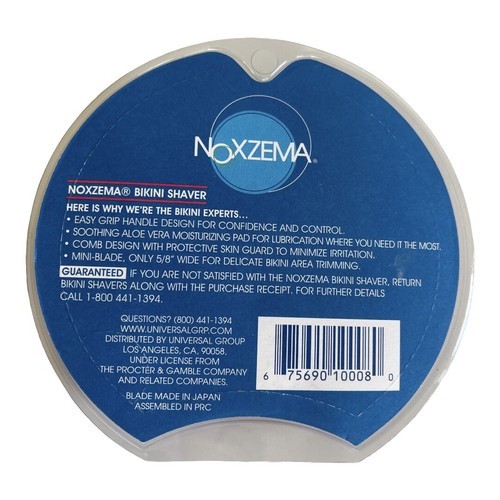 NOXZEMA®
NOXZEMA® BIKINI SHAVER
HERE IS WHY WE'RE THE BIKINI EXPERTS...
• EASY GRIP HANDLE DESIGN FOR CONFIDENCE AND CONTROL.
• SOOTHING ALOE VERA MOISTURIZING PAD FOR LUBRICATION WHERE YOU NEED IT THE MOST.
• COMB DESIGN WITH PROTECTIVE SKIN GUARD TO MINIMIZE IRRITATION.
• MINI-BLADE, ONLY 5/8" WIDE FOR DELICATE BIKINI AREA TRIMMING.
GUARANTEED IF YOU ARE NOT SATISFIED WITH THE NOXZEMA BIKINI SHAVER, RETURN
BIKINI SHAVERS ALONG WITH THE PURCHASE RECEIPT. FOR FURTHER DETAILS
CALL 1-800 441-1394.
QUESTIONS? (800) 441-1394
WWW.UNIVERSALGRP.COM
DISTRIBUTED BY UNIVERSAL GROUP
LOS ANGELES, CA, 90058,
UNDER LICENSE FROM
THE PROCTER & GAMBLE COMPANY
AND RELATED COMPANIES.
BLADE MADE IN JAPAN
ASSEMBLED IN PRC
6 75690 10008 0